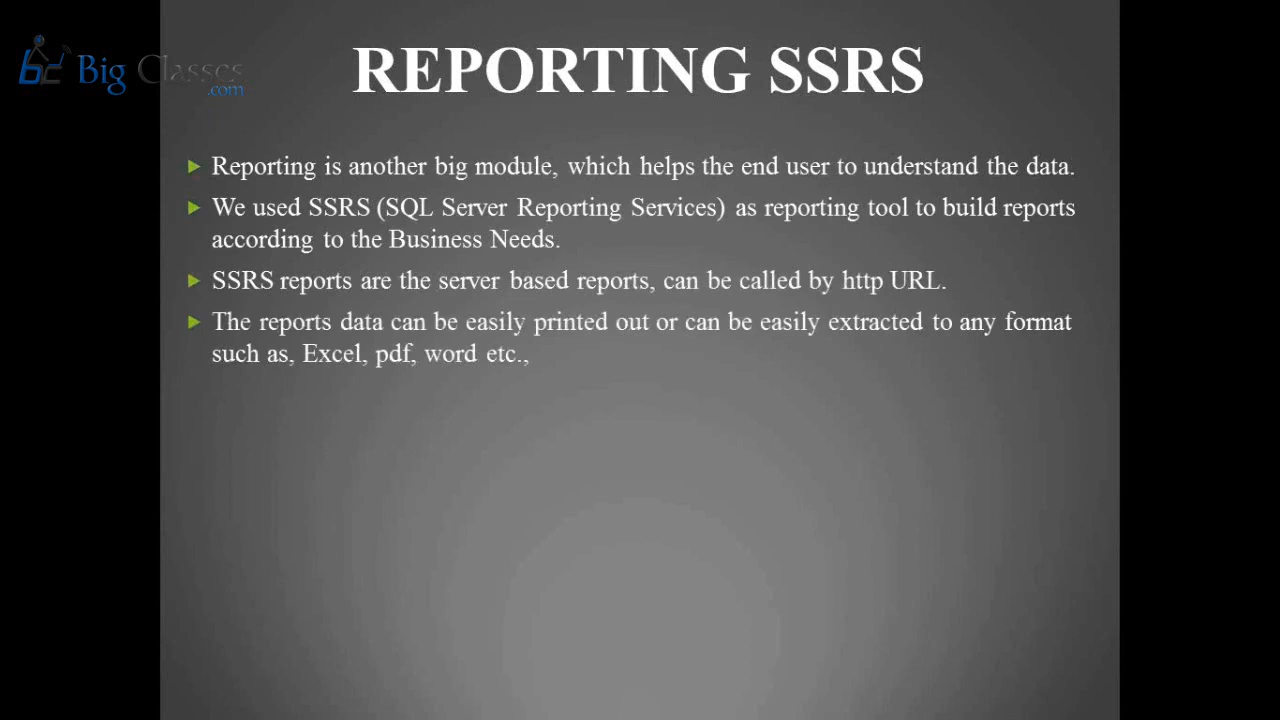 Big Classes
.com
REPORTING SSRS
Reporting is another big module, which helps the end user to understand the data.
We used SSRS (SQL Server Reporting Services) as reporting tool to build reports
according to the Business Needs.
SSRS reports are the server based reports, can be called by http URL.
The reports data can be easily printed out or can be easily extracted to any format
such as, Excel, pdf, word etc.,